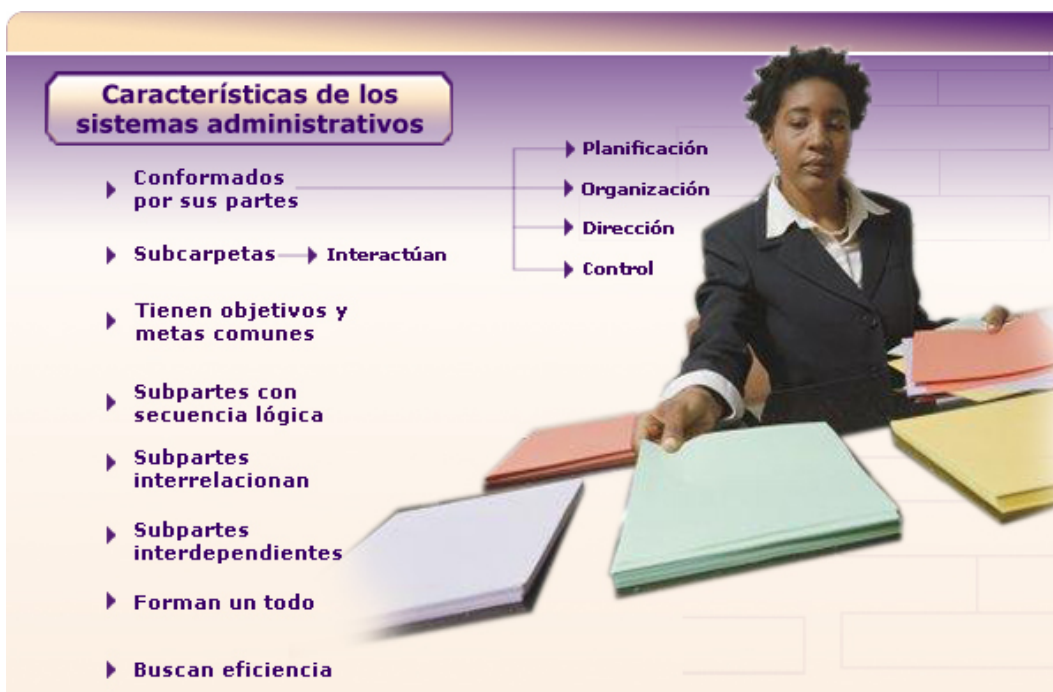 Características de los
sistemas administrativos
Conformados
por sus partes
Planificación
Organización
Dirección
Control
Subcarpetas
Interactúan
Tienen objetivos y
metas comunes
Subpartes con
secuencia lógica
Subpartes
interrelacionan
Subpartes
interdependientes
Forman un todo
Buscan eficiencia